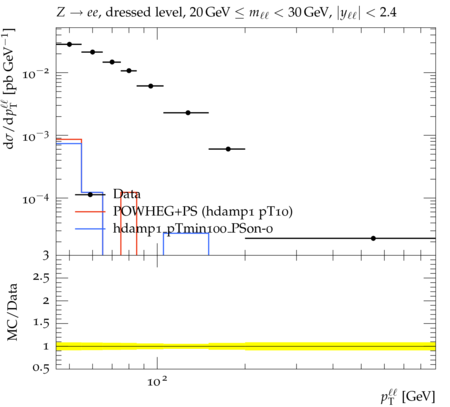 Z → ee, dressed level, 20 GeV ≤ mℓℓ < 30 GeV, |yℓℓ| < 2.4
dσ/dpTℓℓ [pb GeV−1]
10−2
10−3
10−4
Data
POWHEG+PS (hdamp1 pT10)
hdamp1_pTmin100_PSon-0
3
2.5
2
1.5
1
0.5
MC/Data
10 2
pTℓℓ [GeV]